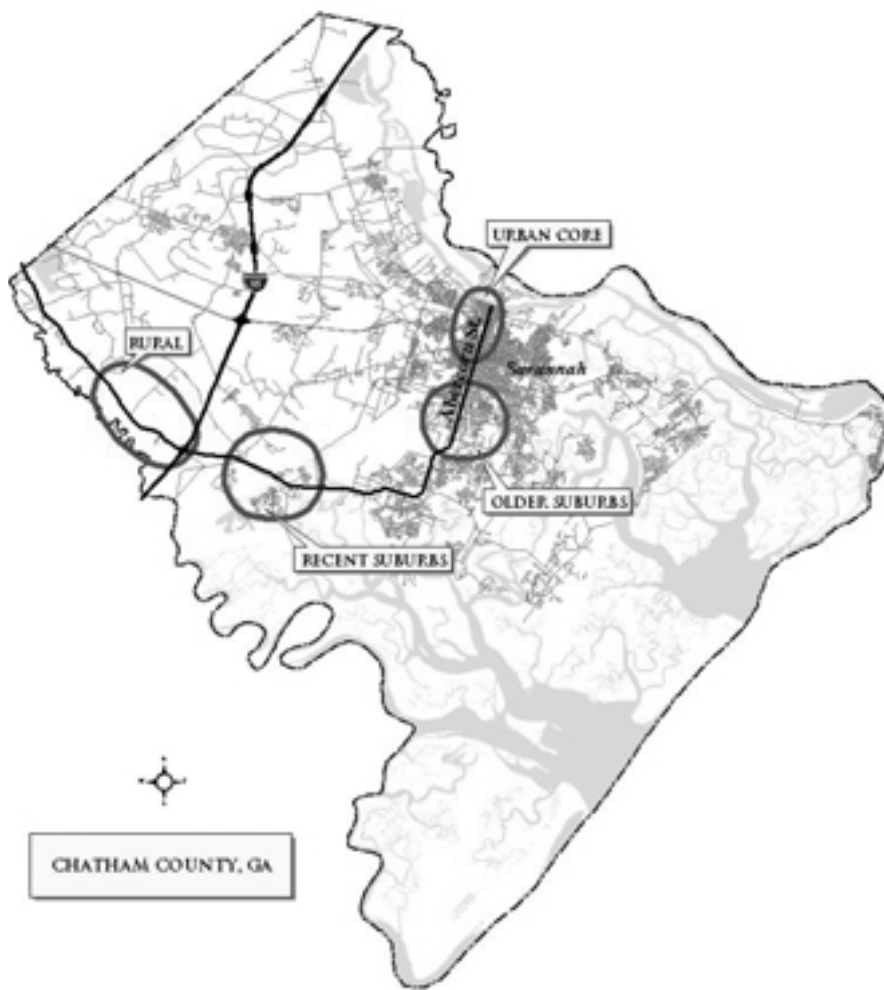 URBAN CORE
RURAL
Savannah
OLDER SUBURBS
RECENT SUBURBS
CHATHAM COUNTY, GA